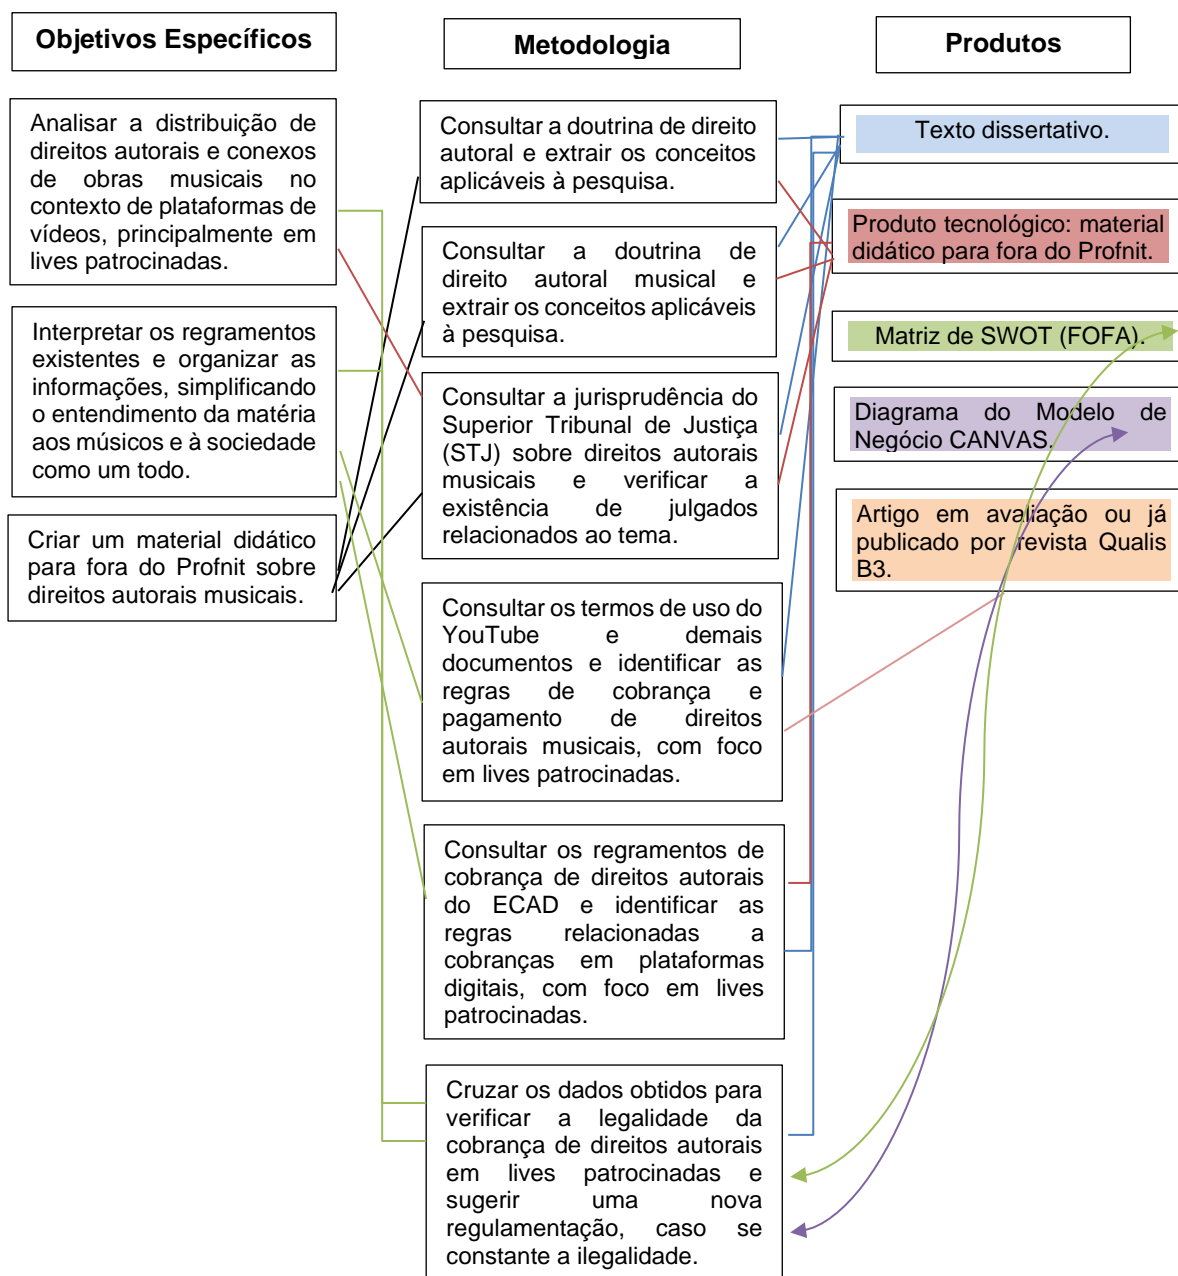 Objetivos Específicos
Analisar a distribuição de
direitos autorais e conexos
de obras musicais no
contexto de plataformas de
vídeos, principalmente em
lives patrocinadas.
Interpretar os regramentos
existentes e organizar as
informações, simplificando
o entendimento da matéria
aos músicos e à sociedade
como um todo.
Criar um material didático
para fora do Profnit sobre
direitos autorais musicais.
Metodologia
Consultar a doutrina de direito
autoral e extrair os conceitos
aplicáveis à pesquisa.
Consultar a doutrina de
direito autoral musical e
extrair os conceitos aplicáveis
à pesquisa.
Consultar a jurisprudência do
Superior Tribunal de Justiça
(STJ) sobre direitos autorais
musicais e verificar a
existência de julgados
relacionados ao tema.
Consultar os termos de uso do
YouTube e demais
documentos e identificar as
regras de cobrança e
pagamento de direitos
autorais musicais, com foco
em lives patrocinadas.
Consultar os regramentos de
cobrança de direitos autorais
do ECAD e identificar as
regras relacionadas a
cobranças em plataformas
digitais, com foco em lives
patrocinadas.
Cruzar os dados obtidos para
verificar a legalidade da
cobrança de direitos autorais
em lives patrocinadas e
sugerir uma nova
regulamentação, caso se
constante a ilegalidade.
Produtos
Texto dissertativo.
Produto tecnológico: material
didático para fora do Profnit.
Matriz de SWOT (FOFA).
Diagrama do Modelo de
Negócio CANVAS.
Artigo em avaliação ou já
publicado por revista Qualis
B3.